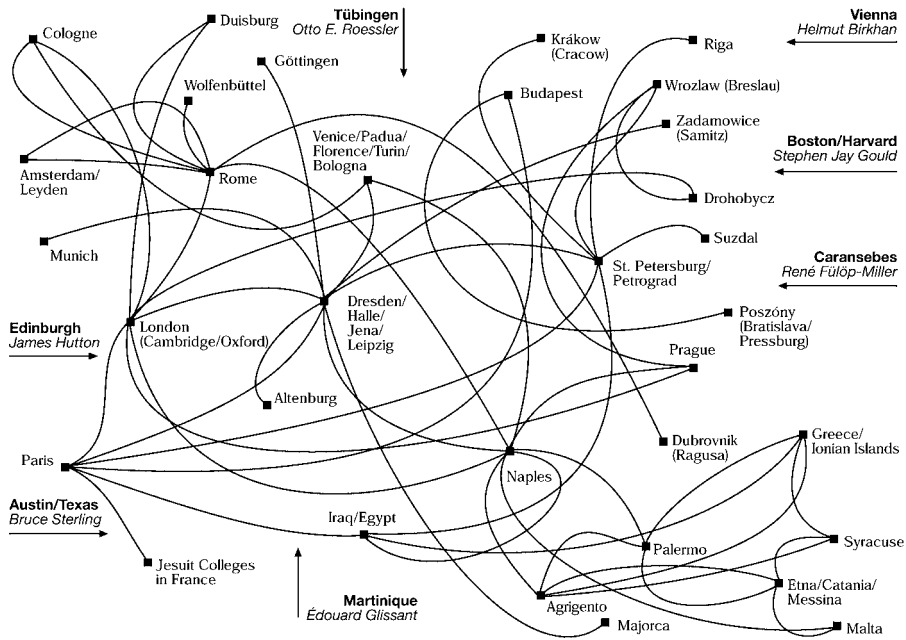 Cologne
Duisburg
Göttingen
Wolfenbüttel
Tübingen
Otto E. Roessler
Krákow
(Cracow)
Riga
Vienna
Helmut Birkhan
Budapest
Wrozlaw (Breslau)
Zadamowice
(Samitz)
Venice/Padua/
Florence/Turin/
Bologna
Boston/Harvard
Stephen Jay Gould
Amsterdam/
Leyden
Rome
Drohobycz
Munich
Suzdal
St. Petersburg/
Petrograd
Caransebes
René Fülöp-Miller
Dresden/
Halle/
Jena/
Leipzig
Poszóny
(Bratislava/
Pressburg)
Edinburgh
James Hutton
London
(Cambridge/Oxford)
Prague
Altenburg
Paris
Naples
Dubrovnik
(Ragusa)
Greece/
Ionian Islands
Austin/Texas
Bruce Sterling
Iraq/Egypt
Jesuit Colleges
in France
Palermo
Syracuse
Etna/Catania/
Messina
Martinique
Édouard Glissant
Agrigento
Majorca
Malta